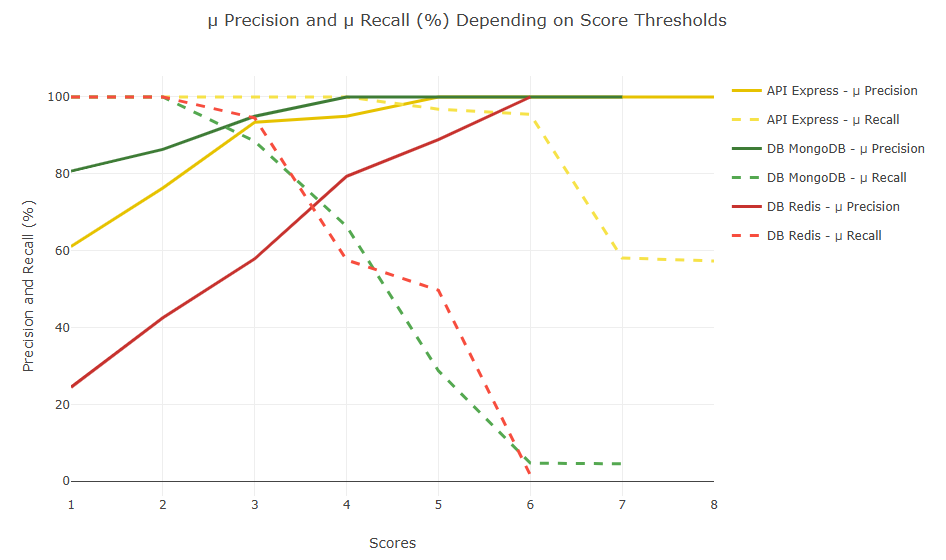 μ Precision and μ Recall (%) Depending on Score Thresholds
Precision and Recall (%)
100
80
60
40
20
0
1 2 3 4 5 6 7 8
Scores
API Express - μ Precision
API Express - μ Recall
DB MongoDB - μ Precision
DB MongoDB - μ Recall
DB Redis - μ Precision
DB Redis - μ Recall